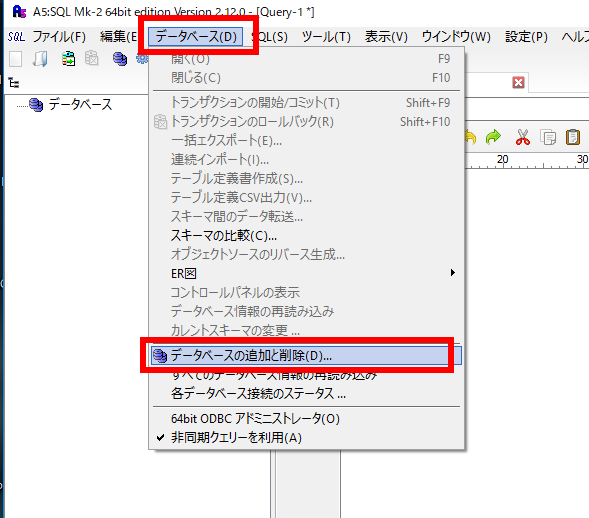 A5:SQL Mk-2 64bit edition Version 2.12.0 - [Query-1 *]
SQL ファイル(F) 編集(E データベース(D) SQL(S) ツール(T) 表示(V) ウインドウ(W) 設定(P) ヘル
データベース
開く(O) F9
閉じる(C) F10
トランザクションの開始/コミット(T) Shift+F9
トランザクションのロールバック(R) Shift+F10
一括エクスポート(E)...
連続インポート(I)...
テーブル定義書作成(S)...
テーブル定義CSV出力(V)...
スキーマ間のデータ転送...
スキーマの比較(C)...
オブジェクトソースのリバース生成...
ER図
コントロールパネルの表示
データベース情報の再読み込み
カレントスキーマの変更 ...
データベースの追加と削除(D)...
すべてのデータベース情報の再読み込み
各データベース接続のステータス ...
64bit ODBC アドミニストレータ(O)
非同期クエリーを利用(A)
20 30